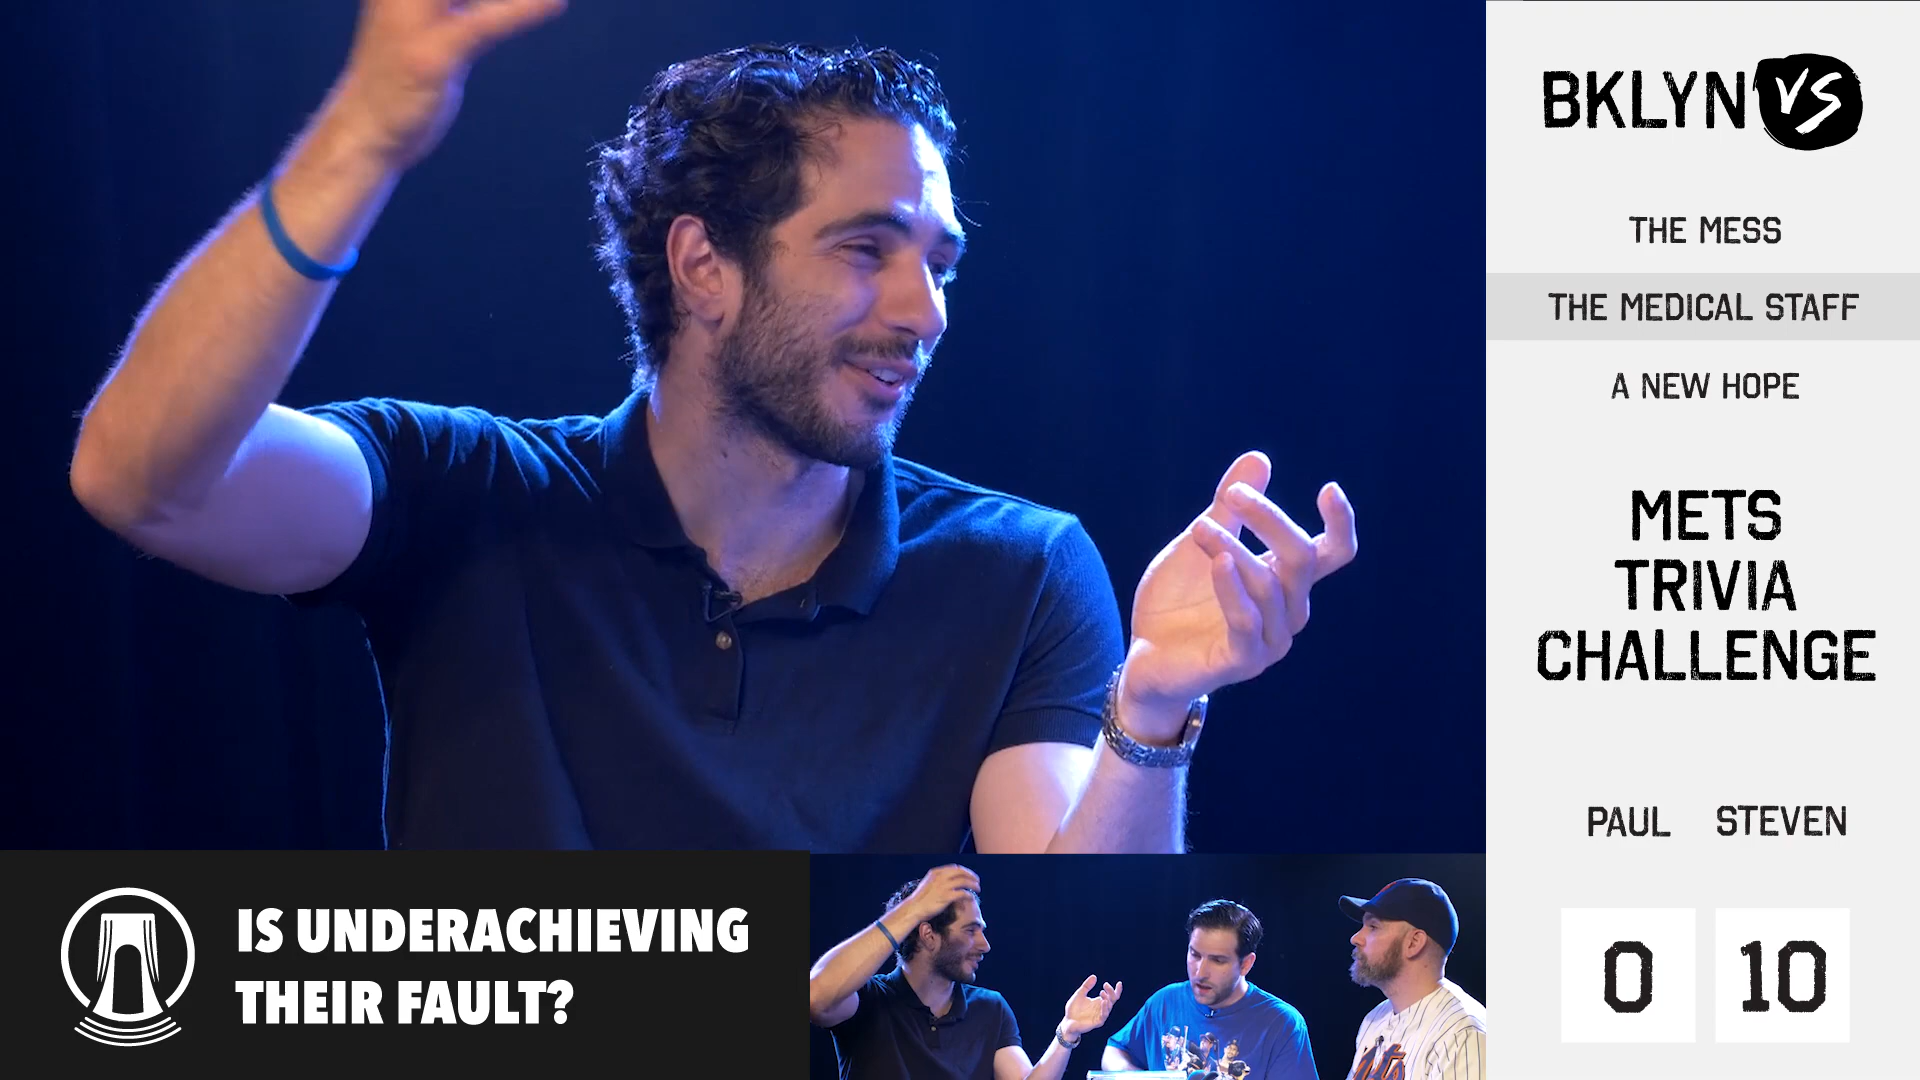 BKLYN VS
THE MESS
THE MEDICAL STAFF
A NEW HOPE
METS
TRIVIA
CHALLENGE
PAUL STEVEN
0 10
IS UNDERACHIEVING
THEIR FAULT?